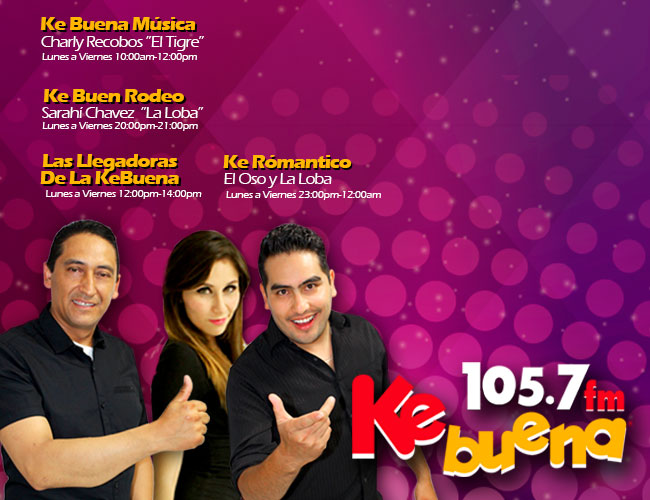 Ke Buena Música
Charly Recobos "El Tigre"
Lunes a Viernes 10:00am-12:00pm
Ke Buen Rodeo
Sarahí Chavez "La Loba"
Lunes a Viernes 20:00pm-21:00pm
Las Llegadoras
De La KeBuena
Lunes a Viernes 12:00pm-14:00pm
Ke Rómantico
El Oso y La Loba
Lunes a Viernes 23:00pm-12:00am
105.7fm
Ke
buena